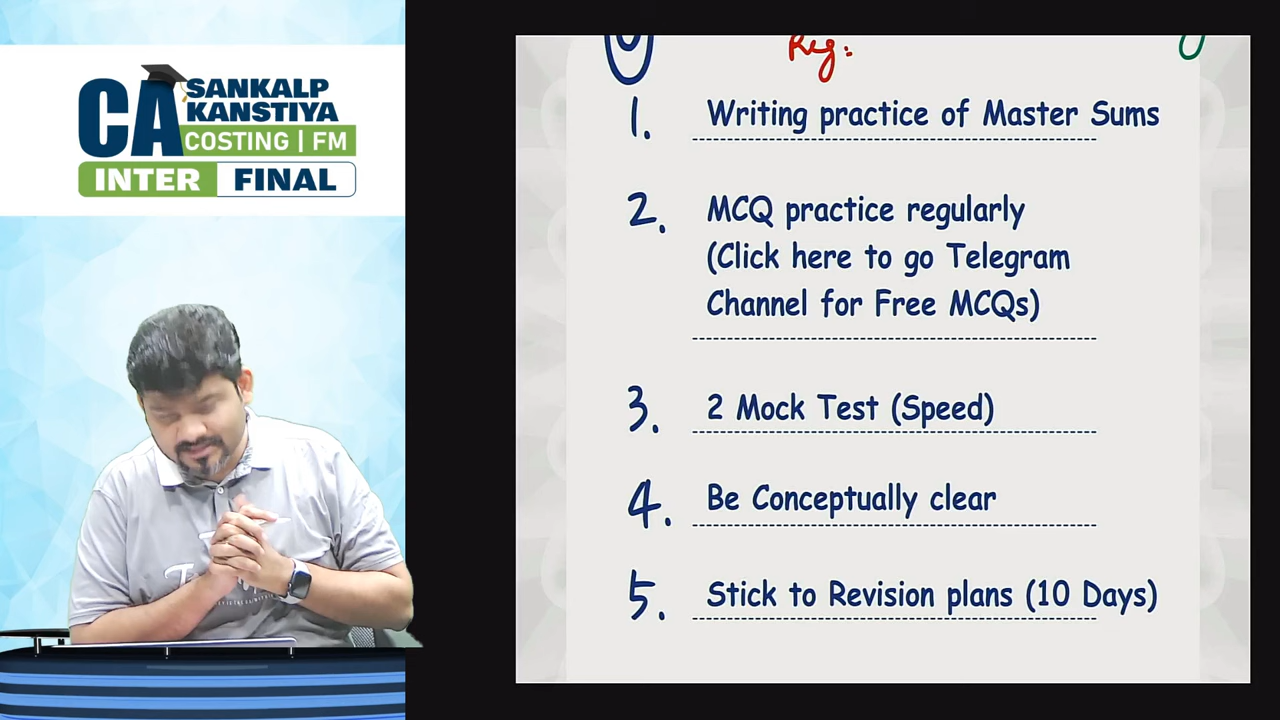 CA SANKALP
KANSTIYA
COSTING | FM
INTER FINAL
Reg:
1. Writing practice of Master Sums
2. MCQ practice regularly
(Click here to go Telegram
Channel for Free MCQs)
3. 2 Mock Test (Speed)
4. Be Conceptually clear
5. Stick to Revision plans (10 Days)